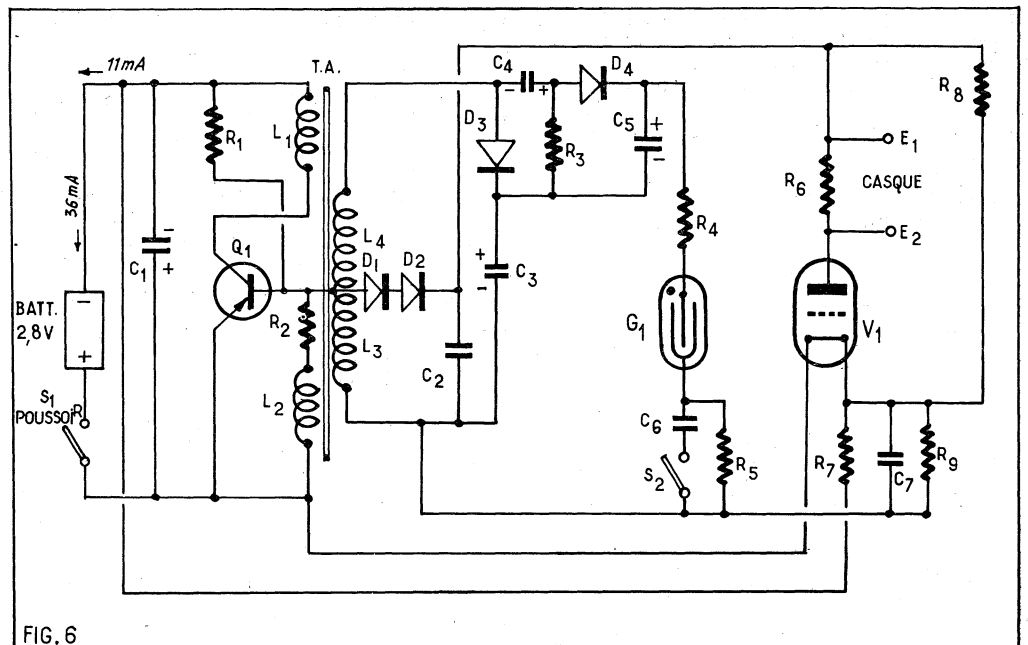 11mA
T.A.
C4
D4
- +
R8
R1
L1
D3
R3
C5
+
-
E1
36mA
R6
CASQUE
-
C1
+
Q1
L4
R4
E2
D1
D2
+
-
C3
BATT.
2,8V
-
+
R2
G1
V1
L3
C2
S1
POUSSOIR
L2
C6
S2
R5
R7
C7
R9
FIG.6